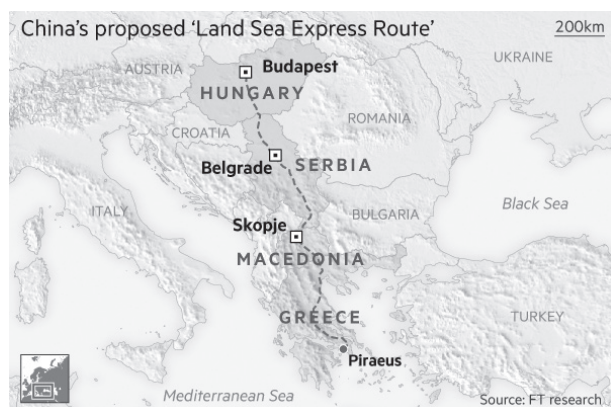 China's proposed ‘Land Sea Express Route’
200km
UKRAINE
AUSTRIA
Budapest
HUNGARY
ROMANIA
CROATIA
Belgrade
SERBIA
ITALY
BULGARIA
Black Sea
Skopje
MACEDONIA
GREECE
TURKEY
Piraeus
Mediterranean Sea
Source: FT research